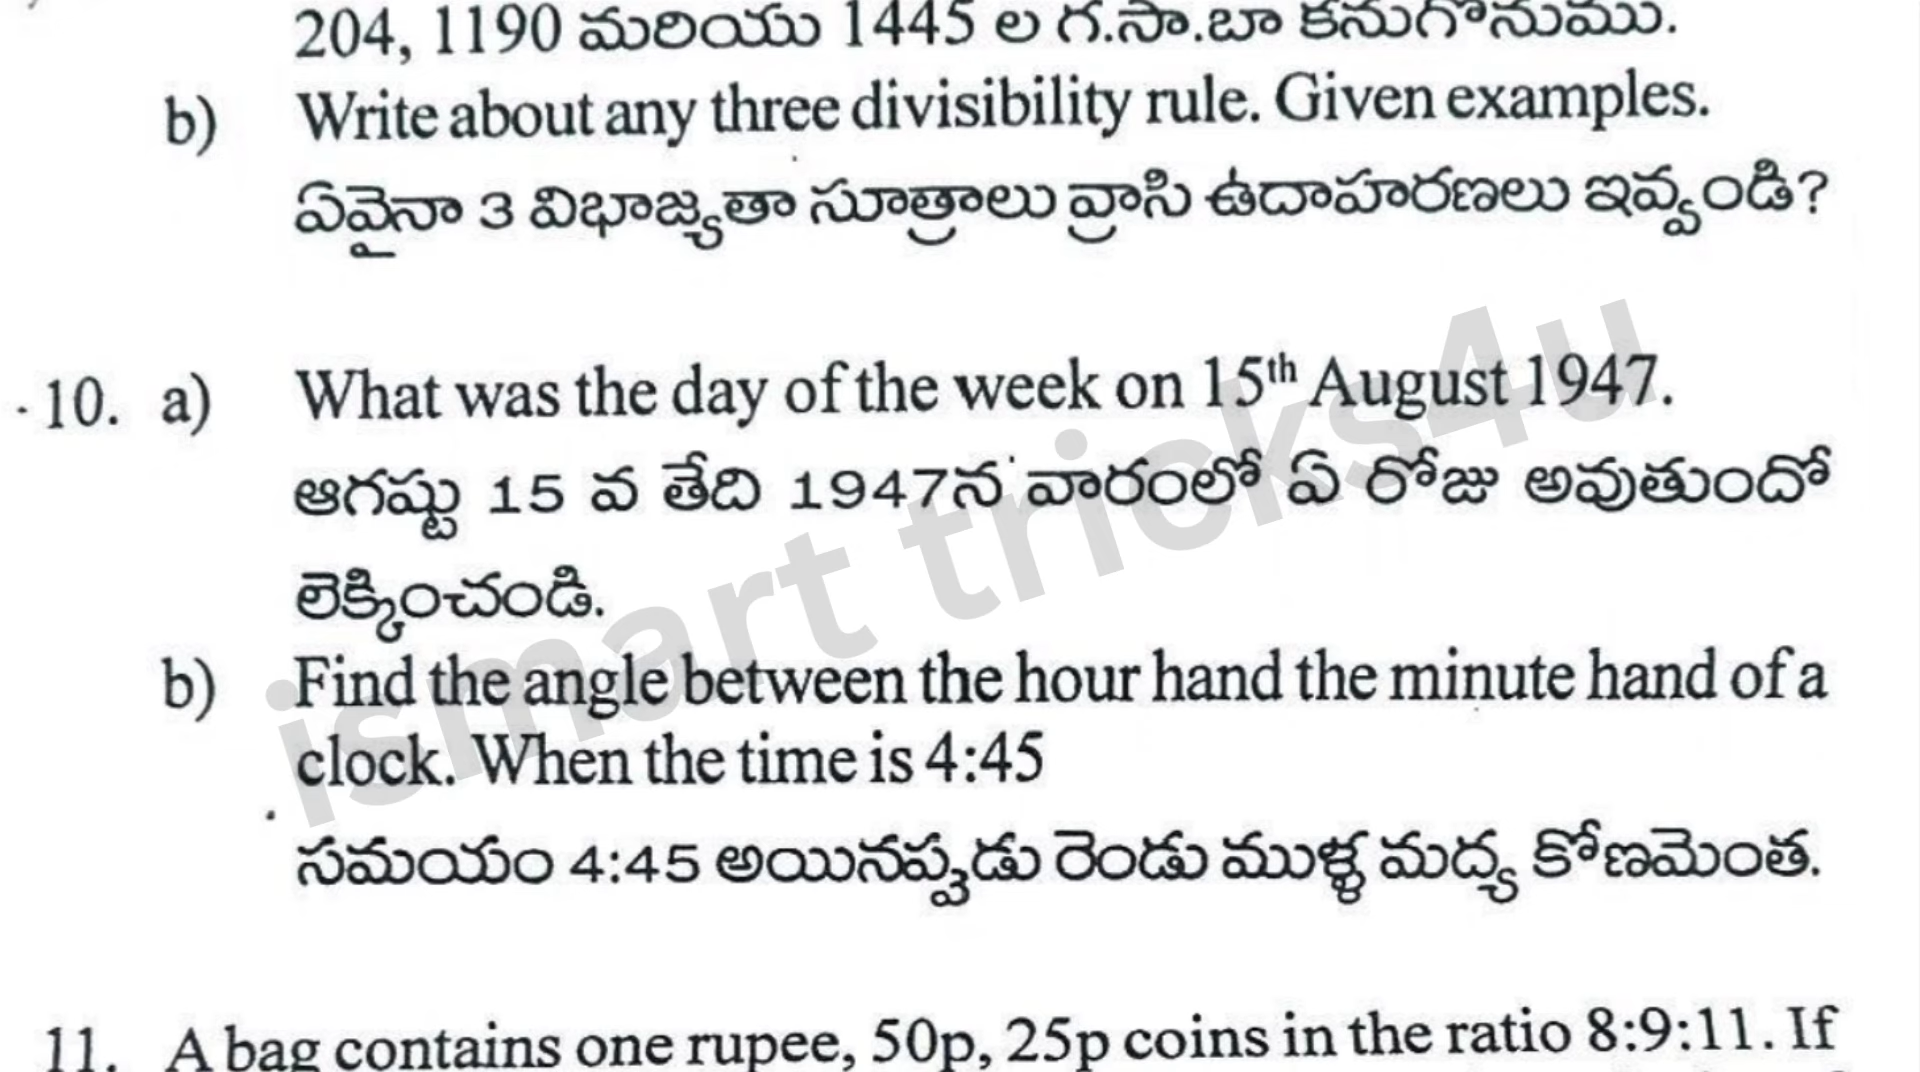 204, 1190 మరియు 1445 ల గ.సా.బా కనుగొనుము.
b) Write about any three divisibility rule. Given examples.
ఏవైనా 3 విభాజ్యతా సూత్రాలు వ్రాసి ఉదాహరణలు ఇవ్వండి?
10. a) What was the day of the week on 15th August 1947.
ఆగష్టు 15 వ తేది 1947న వారంలో ఏ రోజు అవుతుందో
లెక్కించండి.
b) Find the angle between the hour hand the minute hand of a
clock. When the time is 4:45
సమయం 4:45 అయినప్పడు రెండు ముళ్ళ మద్య కోణమెంత.
11. A bag contains one rupee, 50p, 25p coins in the ratio 8:9:11. If
ismart tricks4u